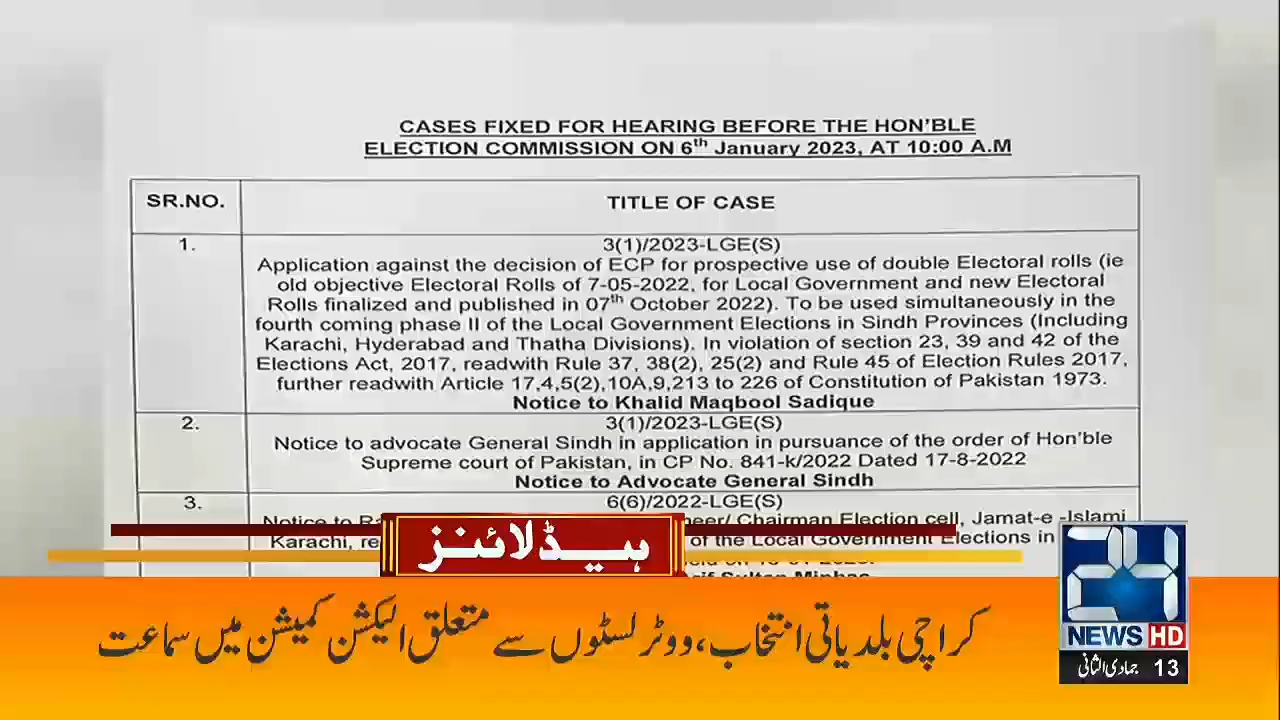 CASES FIXED FOR HEARING BEFORE THE HON'BLE
ELECTION COMMISSION ON 6th January 2023, AT 10:00 A.M
SR.NO. TITLE OF CASE
1. 3(1)/2023-LGE(S)
Application against the decision of ECP for prospective use of double Electoral rolls (ie
old objective Electoral Rolls of 7-05-2022, for Local Government and new Electoral
Rolls finalized and published in 07th October 2022). To be used simultaneously in the
fourth coming phase II of the Local Government Elections in Sindh Provinces (Including
Karachi, Hyderabad and Thatha Divisions). In violation of section 23, 39 and 42 of the
Elections Act, 2017, readwith Rule 37, 38(2), 25(2) and Rule 45 of Election Rules 2017,
further readwith Article 17,4,5(2),10A,9,213 to 226 of Constitution of Pakistan 1973.
Notice to Khalid Maqbool Sadique
2. 3(1)/2023-LGE(S)
Notice to advocate General Sindh in application in pursuance of the order of Hon'ble
Supreme court of Pakistan, in CP No. 841-k/2022 Dated 17-8-2022
Notice to Advocate General Sindh
3. 6(6)/2022-LGE(S)
Notice to Chairman Election cell, Jamat-e -Islami
Karachi, of the Local Government Elections in
ہیڈلائنز
کراچی بلدیاتی انتخاب، ووٹر لسٹوں سے متعلق الیکشن کمیشن میں سماعت
24
NEWS HD
13 جمادی الثانی